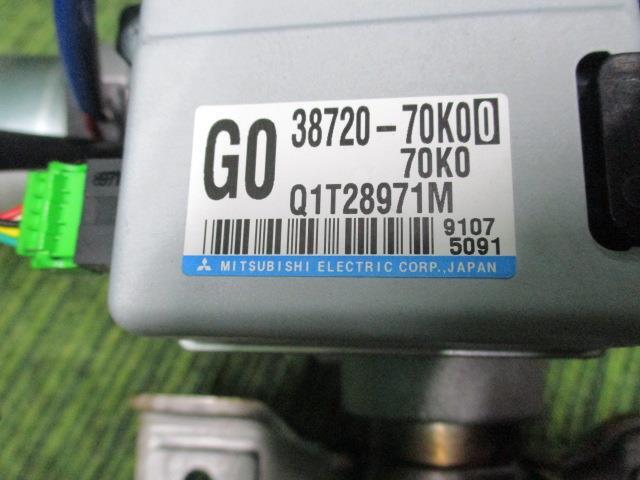 G0
38720-70K00
70K0
Q1T28971M
9107
5091
MITSUBISHI ELECTRIC CORP.,JAPAN